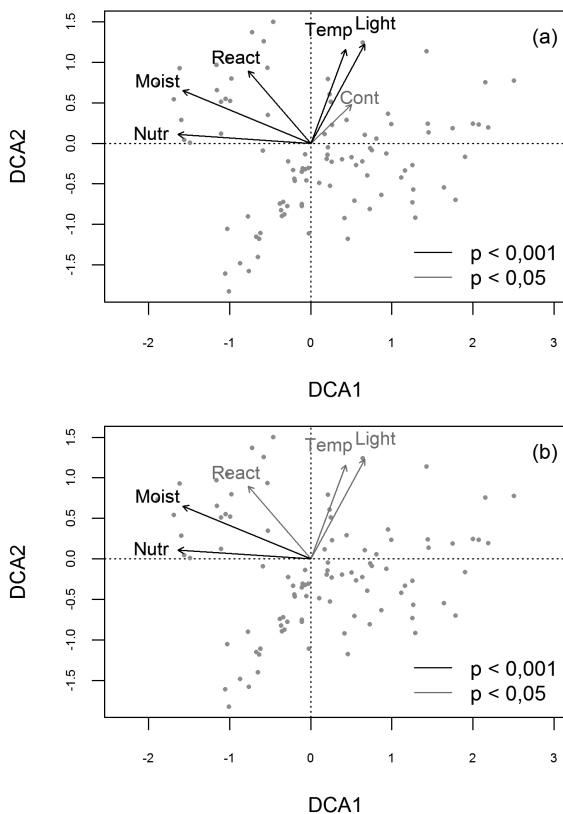 (a)
Temp Light
React
Moist
Cont
Nutr
DCA2
1.5
1.0
0.5
0.0
-0.5
-1.0
-1.5
p < 0,001
p < 0,05
-2 -1 0 1 2 3
DCA1
(b)
Temp Light
React
Moist
Nutr
DCA2
1.5
1.0
0.5
0.0
-0.5
-1.0
-1.5
p < 0,001
p < 0,05
-2 -1 0 1 2 3
DCA1